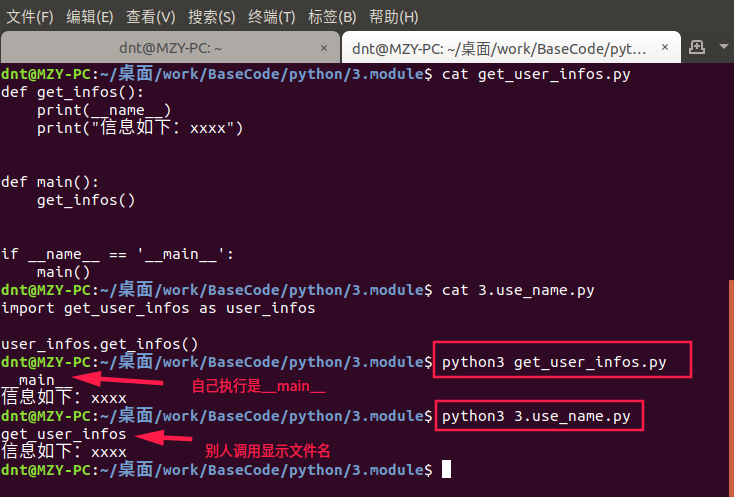 文件(F) 编辑(E) 查看(V) 搜索(S) 终端(T) 标签(B) 帮助(H)
dnt@MZY-PC: ~ × dnt@MZY-PC: ~/桌面/work/BaseCode/pyt... ×
dnt@MZY-PC:~/桌面/work/BaseCode/python/3.module$ cat get_user_infos.py
def get_infos():
    print(__name__)
    print("信息如下：xxxx")
def main():
    get_infos()
if __name__ == '__main__':
    main()
dnt@MZY-PC:~/桌面/work/BaseCode/python/3.module$ cat 3.use_name.py
import get_user_infos as user_infos
user_infos.get_infos()
dnt@MZY-PC:~/桌面/work/BaseCode/python/3.module$ python3 get_user_infos.py
__main__ 自己执行是__main__
信息如下：xxxx
dnt@MZY-PC:~/桌面/work/BaseCode/python/3.module$ python3 3.use_name.py
get_user_infos
别人调用显示文件名
信息如下：xxxx
dnt@MZY-PC:~/桌面/work/BaseCode/python/3.module$